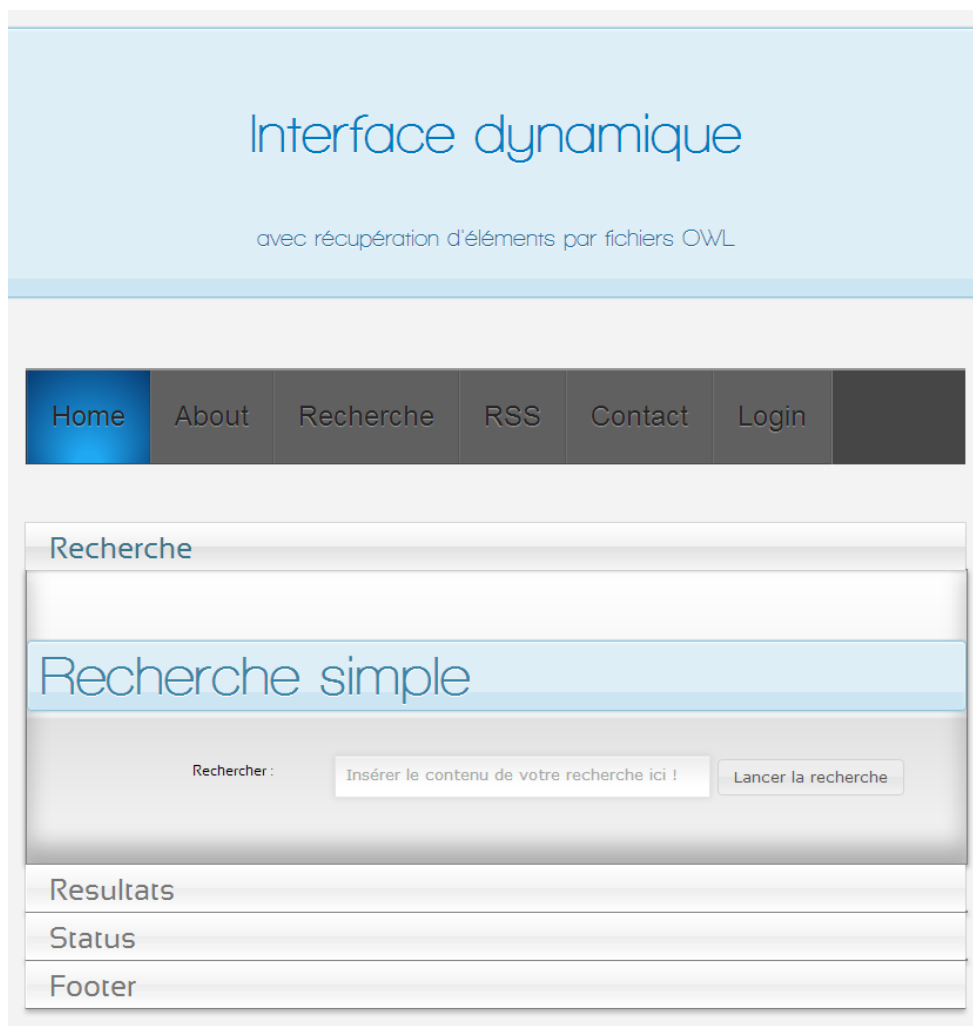 Interface dynamique
avec récupération d'éléments par fichiers OWL
Home About Recherche RSS Contact Login
Recherche
Recherche simple
Rechercher : Insérer le contenu de votre recherche ici ! Lancer la recherche
Resultats
Status
Footer